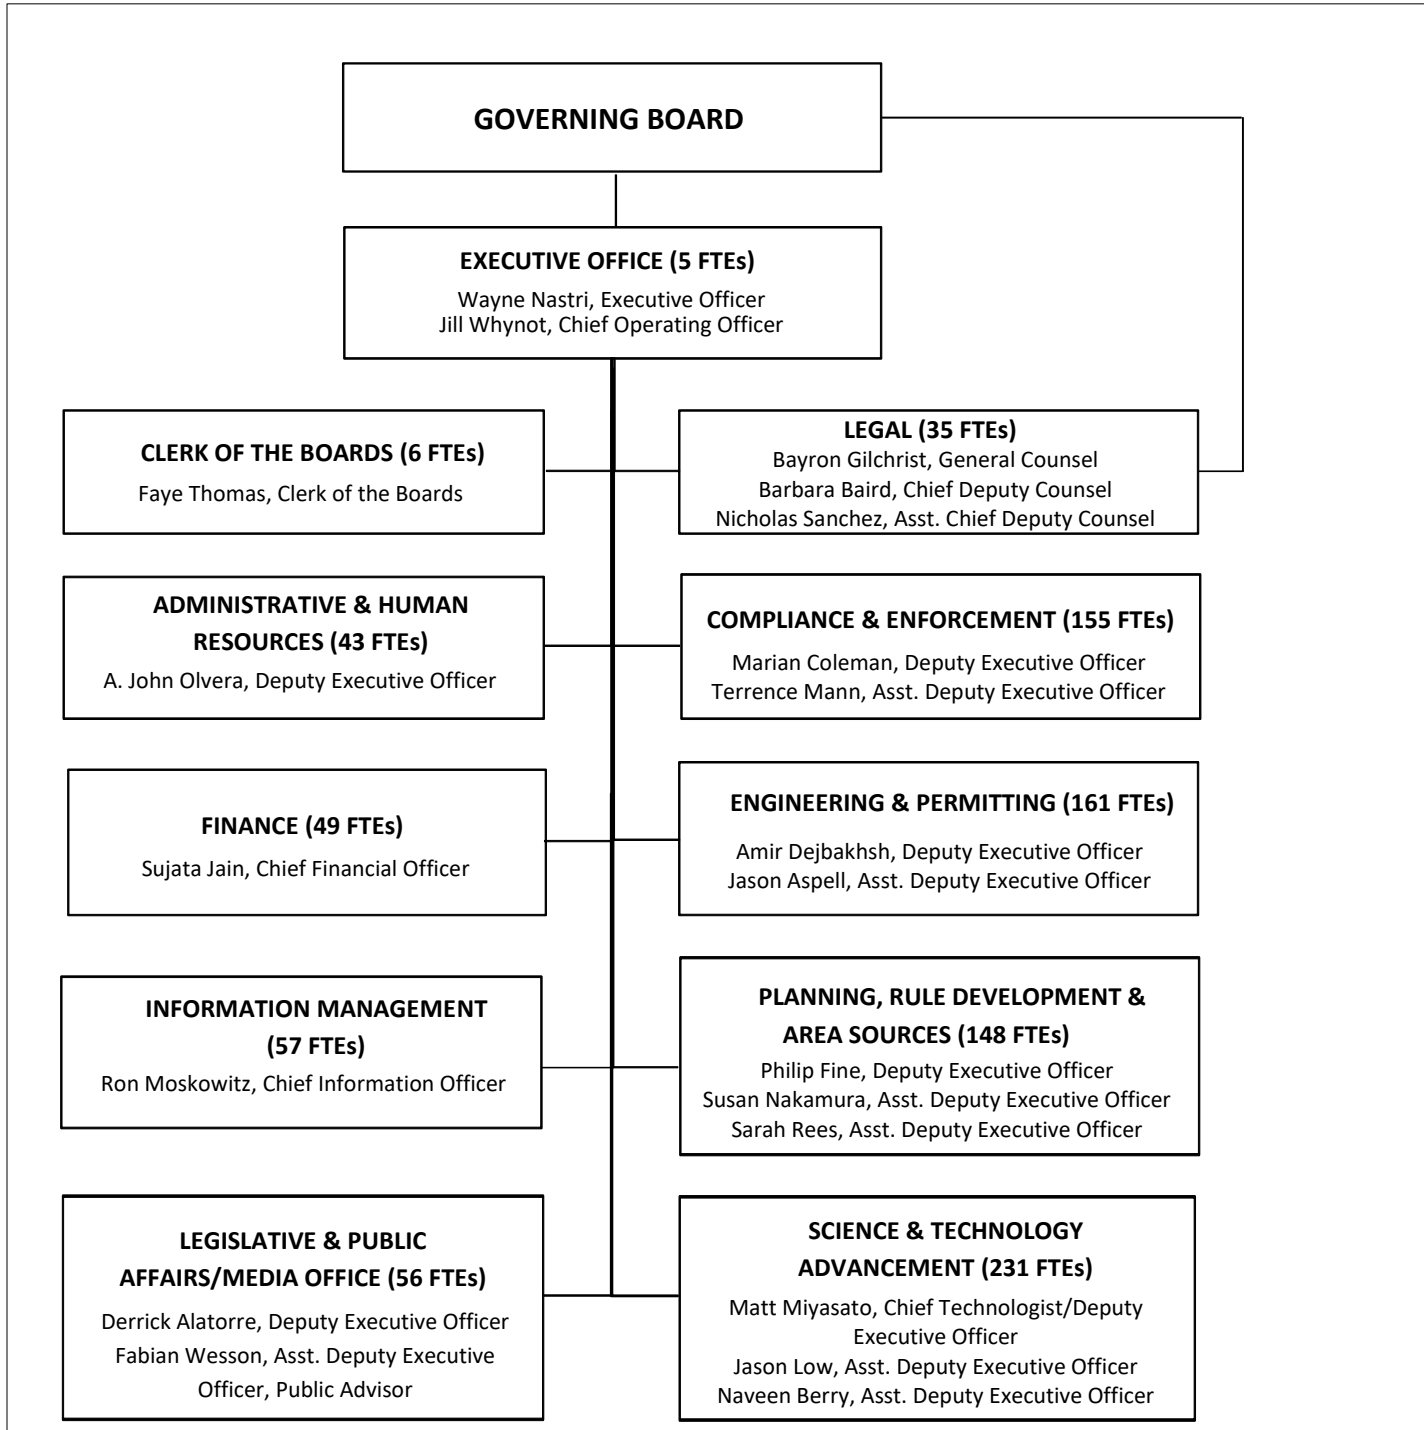 GOVERNING BOARD
EXECUTIVE OFFICE (5 FTEs)
Wayne Nastri, Executive Officer
Jill Whynot, Chief Operating Officer
CLERK OF THE BOARDS (6 FTEs)
Faye Thomas, Clerk of the Boards
LEGAL (35 FTEs)
Bayron Gilchrist, General Counsel
Barbara Baird, Chief Deputy Counsel
Nicholas Sanchez, Asst. Chief Deputy Counsel
ADMINISTRATIVE & HUMAN
RESOURCES (43 FTEs)
A. John Olvera, Deputy Executive Officer
COMPLIANCE & ENFORCEMENT (155 FTEs)
Marian Coleman, Deputy Executive Officer
Terrence Mann, Asst. Deputy Executive Officer
FINANCE (49 FTEs)
Sujata Jain, Chief Financial Officer
ENGINEERING & PERMITTING (161 FTEs)
Amir Dejbakhsh, Deputy Executive Officer
Jason Aspell, Asst. Deputy Executive Officer
INFORMATION MANAGEMENT
(57 FTEs)
Ron Moskowitz, Chief Information Officer
PLANNING, RULE DEVELOPMENT &
AREA SOURCES (148 FTEs)
Philip Fine, Deputy Executive Officer
Susan Nakamura, Asst. Deputy Executive Officer
Sarah Rees, Asst. Deputy Executive Officer
LEGISLATIVE & PUBLIC
AFFAIRS/MEDIA OFFICE (56 FTEs)
Derrick Alatorre, Deputy Executive Officer
Fabian Wesson, Asst. Deputy Executive
Officer, Public Advisor
SCIENCE & TECHNOLOGY
ADVANCEMENT (231 FTEs)
Matt Miyasato, Chief Technologist/Deputy
Executive Officer
Jason Low, Asst. Deputy Executive Officer
Naveen Berry, Asst. Deputy Executive Officer